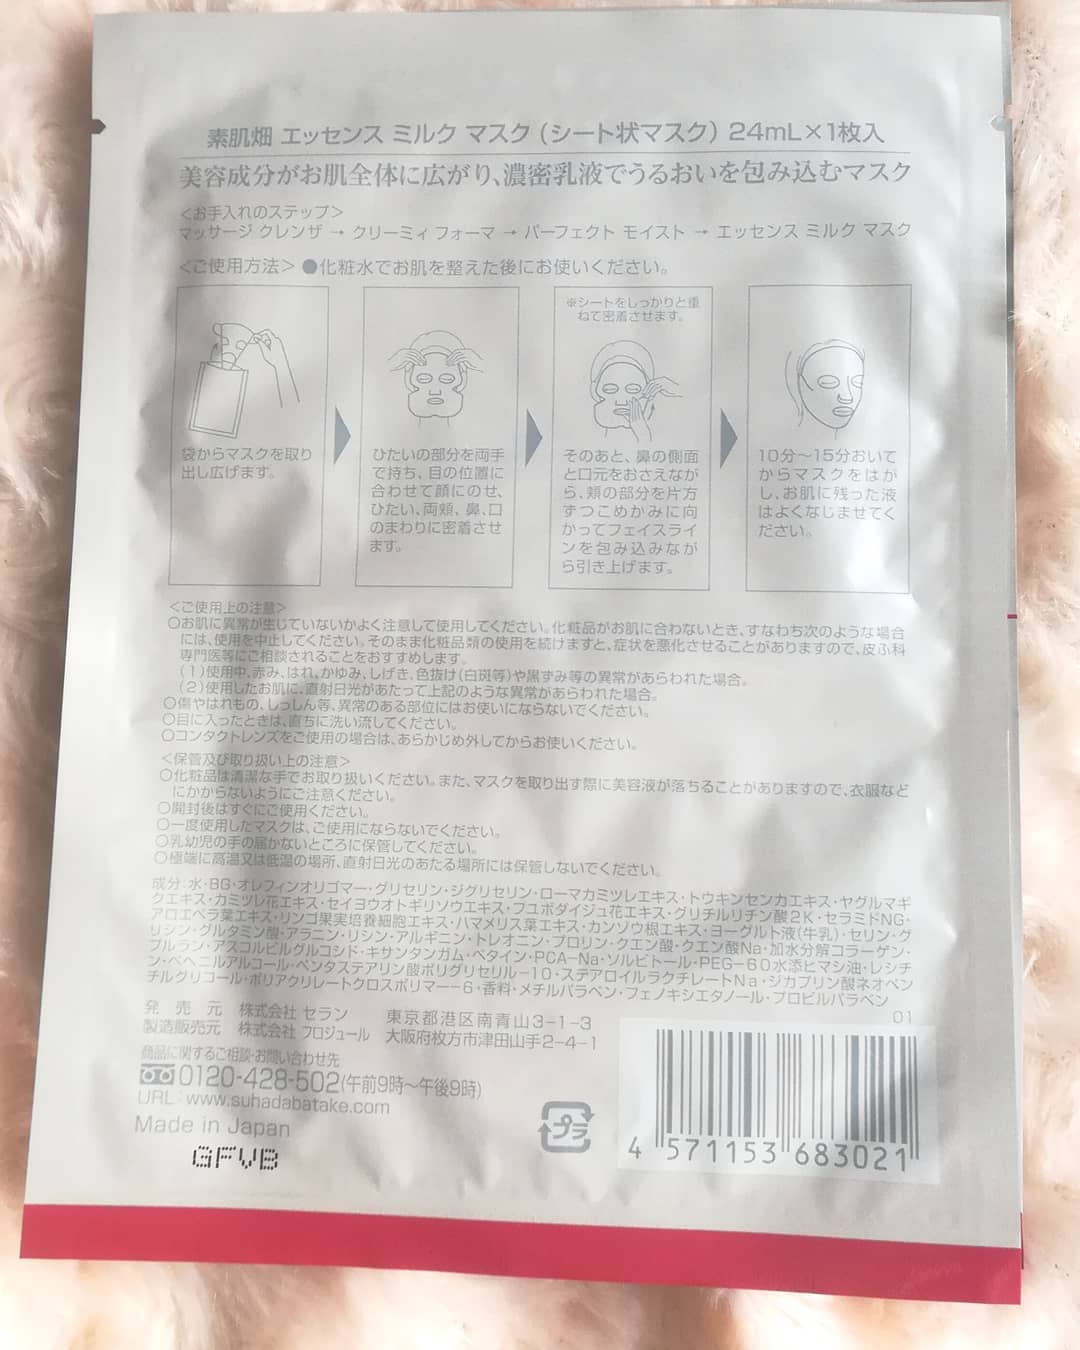 素肌畑 エッセンス ミルク マスク（シート状マスク）24mL×1枚入
美容成分がお肌全体に広がり、濃密乳液でうるおいを包み込むマスク
＜お手入れのステップ＞
マッサージ クレンザ → クリーミィ フォーマ → パーフェクト モイスト → エッセンス ミルク マスク
＜ご使用方法＞ ●化粧水でお肌を整えた後にお使いください。
袋からマスクを取り
出し広げます。
ひたいの部分を両手
で持ち、目の位置に
合わせて顔にのせ、
ひたい、両頬、鼻、口
のまわりに密着させ
ます。
※シートをしっかりと重
ねて密着させます。
そのあと、鼻の側面
と口元をおさえなが
ら、頬の部分を片方
ずつこめかみに向
かってフェイスライ
ンを包み込みなが
ら引き上げます。
10分〜15分おいて
からマスクをはが
し、お肌に残った液
はよくなじませてく
ださい。
＜ご使用上の注意＞
○お肌に異常が生じていないかよく注意して使用してください。化粧品がお肌に合わないとき、すなわち次のような場合
には、使用を中止してください。そのまま化粧品類の使用を続けますと、症状を悪化させることがありますので、皮ふ科
専門医等にご相談されることをおすすめします。
（1）使用中、赤み、はれ、かゆみ、しげき、色抜け（白斑等）や黒ずみ等の異常があらわれた場合。
（2）使用したお肌に、直射日光があたって上記のような異常があらわれた場合。
○傷やはれもの、しっしん等、異常のある部位にはお使いにならないでください。
○目に入ったときは、直ちに洗い流してください。
○コンタクトレンズをご使用の場合は、あらかじめ外してからお使いください。
＜保管及び取り扱い上の注意＞
○化粧品は清潔な手でお取り扱いください。また、マスクを取り出す際に美容液が落ちることがありますので、衣服など
にかからないようにご注意ください。
○開封後はすぐにご使用ください。
○一度使用したマスクは、ご使用にならないでください。
○乳幼児の手の届かないところに保管してください。
○極端に高温又は低温の場所、直射日光のあたる場所には保管しないでください。
成分：水・BG・オレフィンオリゴマー・グリセリン・ジグリセリン・ローマカミツレエキス・トウキンセンカエキス・ヤグルマギ
クエキス・カミツレ花エキス・セイヨウオトギリソウエキス・フユボダイジュ花エキス・グリチルリチン酸2K・セラミドNG・
アロエベラ葉エキス・リンゴ果実培養細胞エキス・ハマメリス葉エキス・カンゾウ根エキス・ヨーグルト液（牛乳）・セリン・グ
リシン・グルタミン酸・アラニン・リシン・アルギニン・トレオニン・プロリン・クエン酸・クエン酸Na・加水分解コラーゲン・
プルラン・アスコルビルグルコシド・キサンタンガム・ベタイン・PCA-Na・ソルビトール・PEG-60水添ヒマシ油・レシチ
ン・ベヘニルアルコール・ペンタステアリン酸ポリグリセリル-10・ステアロイルラクチレートNa・ジカプリン酸ネオペン
チルグリコール・ポリアクリレートクロスポリマー-6・香料・メチルパラベン・フェノキシエタノール・プロピルパラベン
01
発売元 株式会社 セラン 東京都港区南青山3-1-3
製造販売元 株式会社 フロジュール 大阪府枚方市津田山手2-4-1
商品に関するご相談・お問い合わせ先
0120-428-502（午前9時〜午後9時）
URL：www.suhadabatake.com
Made in Japan
GFVB
プラ
4 571153 683021